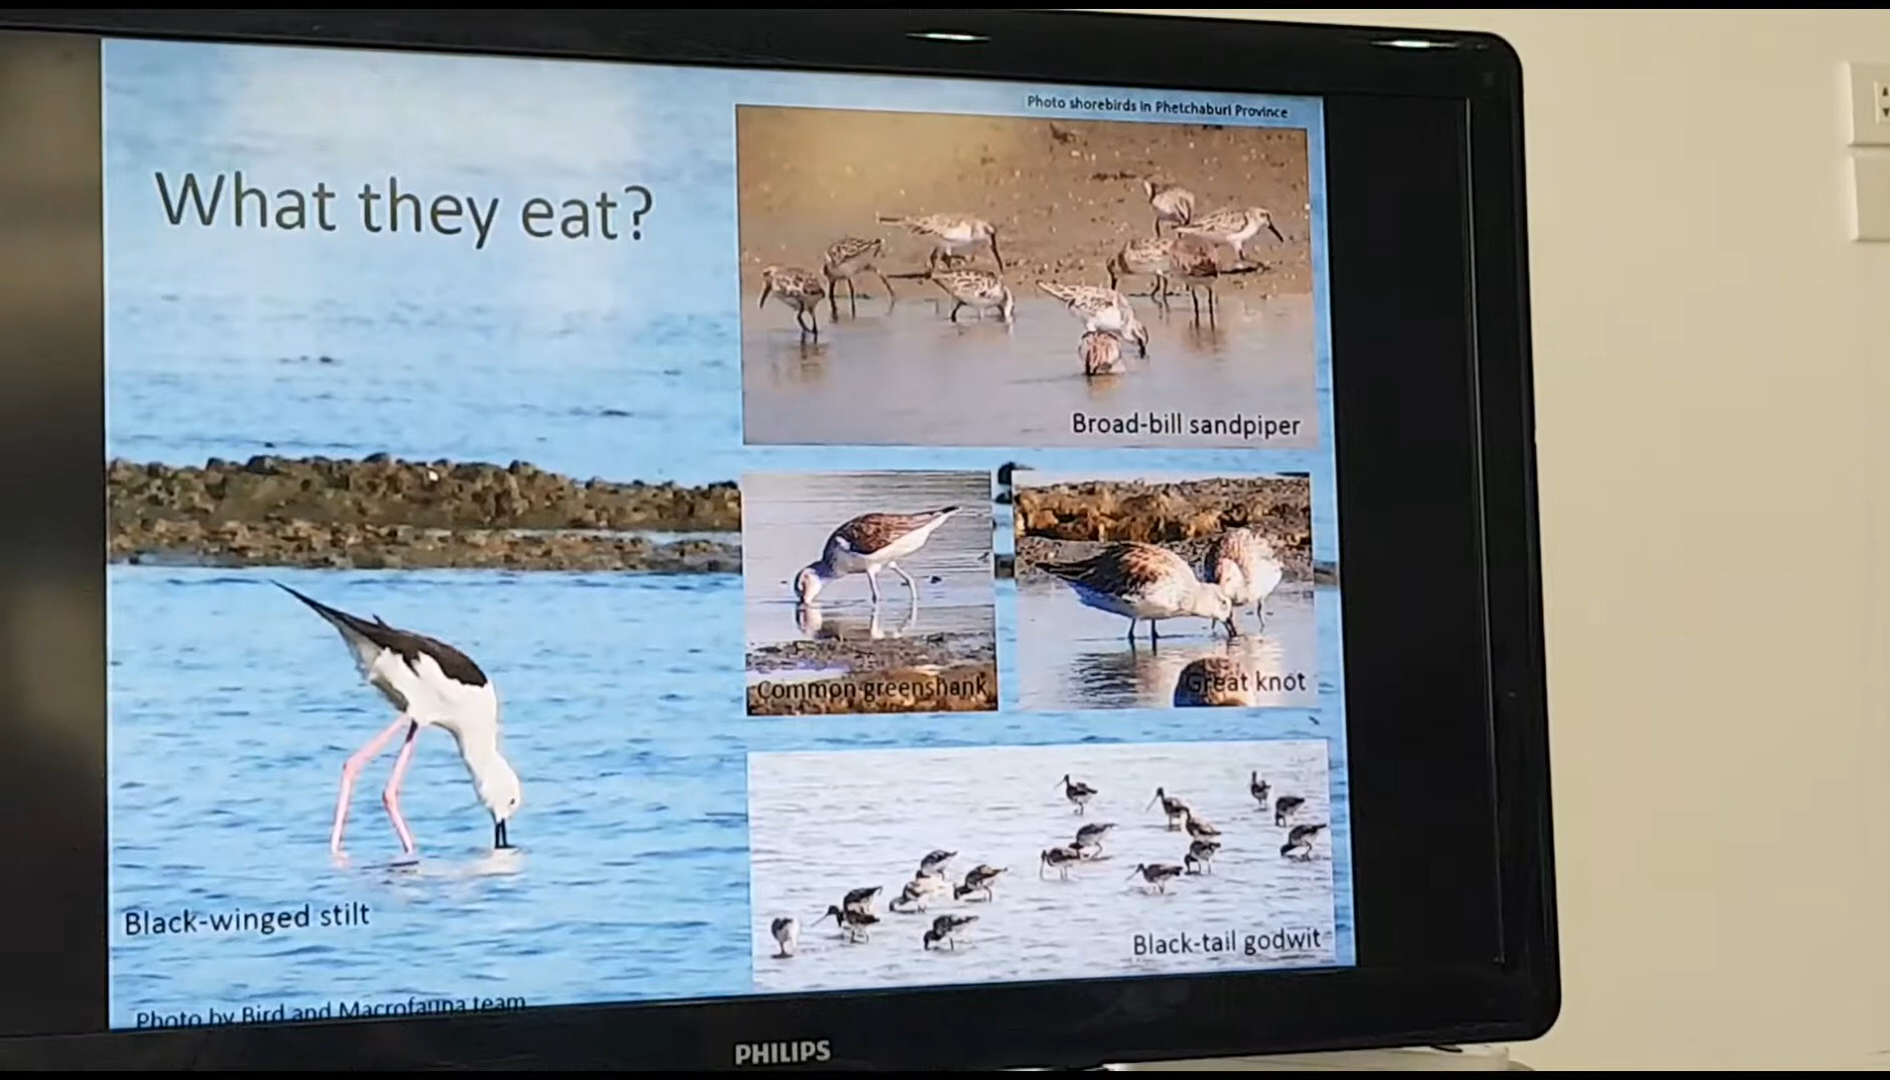 Photo shorebirds in Phetchaburi Province
What they eat?
Broad-bill sandpiper
Common greenshank
Great knot
Black-winged stilt
Black-tail godwit
Photo by Bird and Macrofauna team
PHILIPS